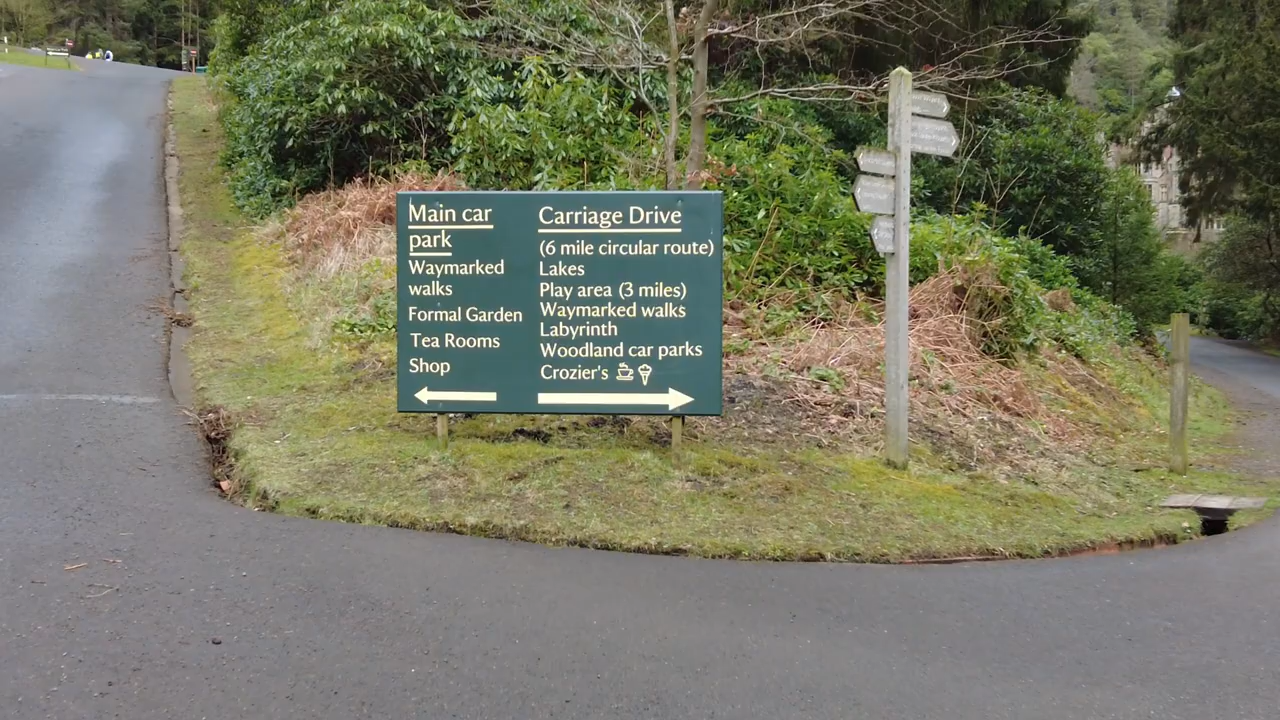 Main car
park
Waymarked
walks
Formal Garden
Tea Rooms
Shop
Carriage Drive
(6 mile circular route)
Lakes
Play area (3 miles)
Waymarked walks
Labyrinth
Woodland car parks
Crozier's